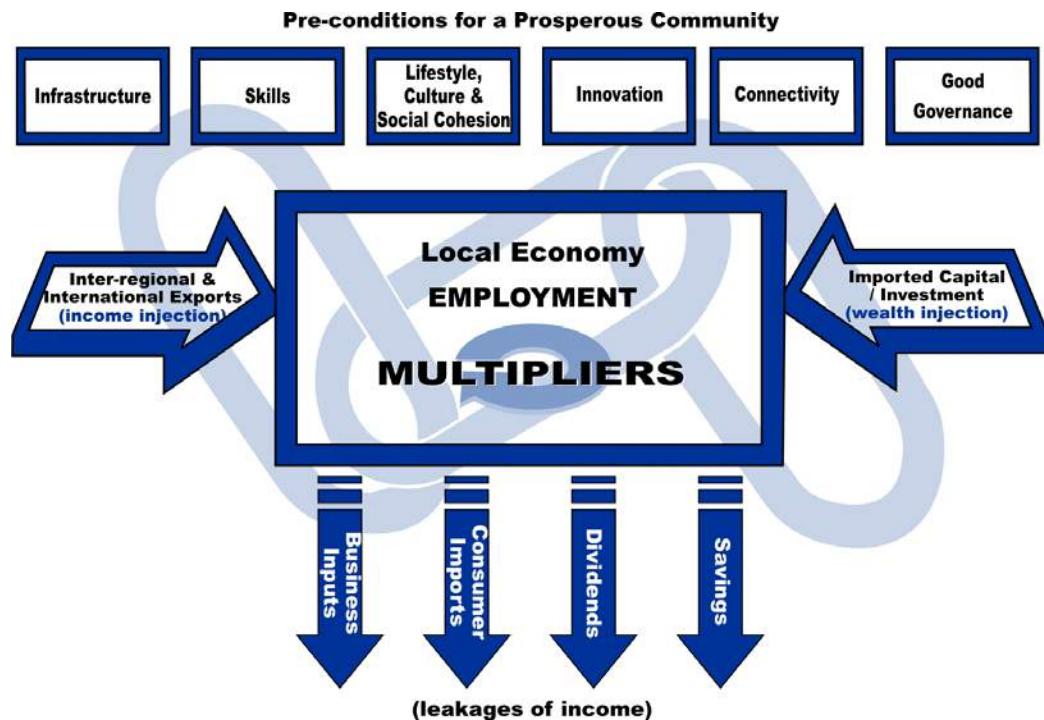 Pre-conditions for a Prosperous Community
Infrastructure
Skills
Lifestyle,
Culture &
Social Cohesion
Innovation
Connectivity
Good
Governance
Inter-regional &
International Exports
(income injection)
Local Economy
EMPLOYMENT
MULTIPLIERS
Imported Capital
/ Investment
(wealth injection)
Business
Inputs
Consumer
Imports
Dividends
Savings
(leakages of income)